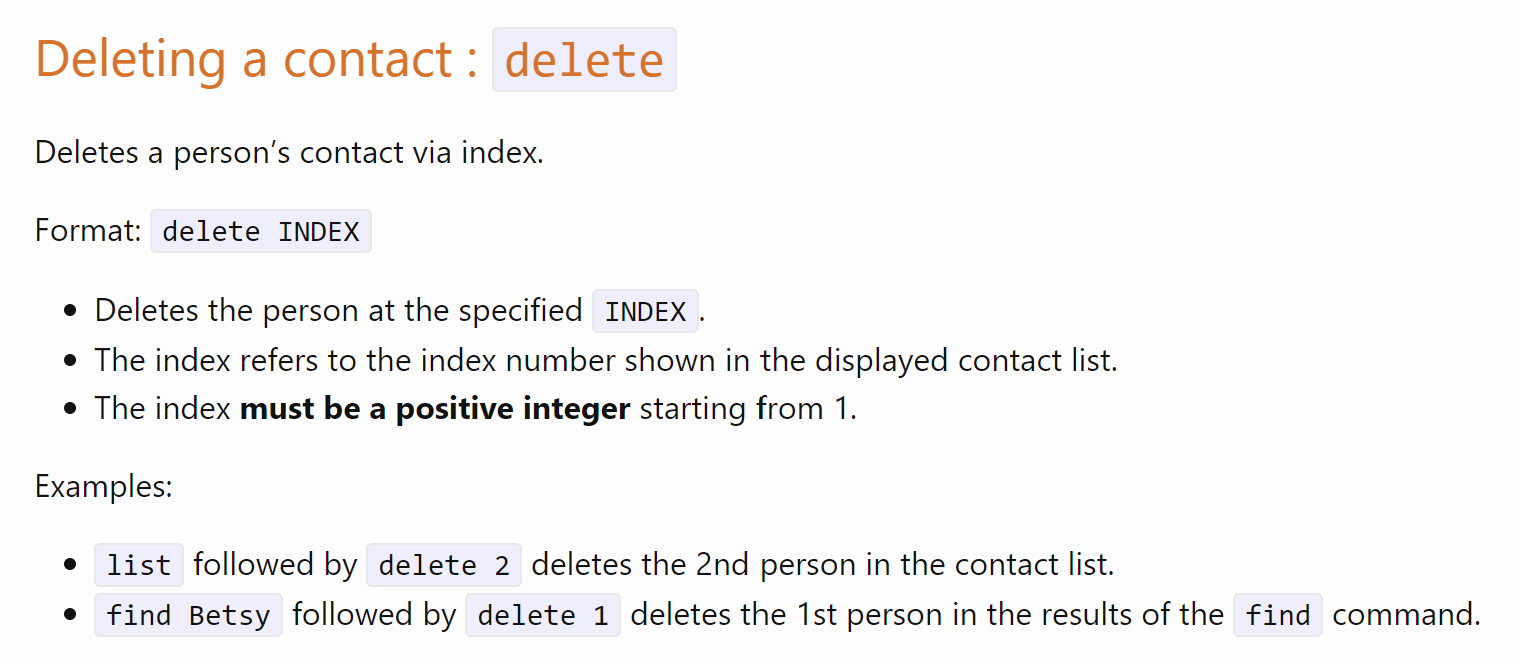 Deleting a contact : delete
Deletes a person’s contact via index.
Format: delete INDEX
• Deletes the person at the specified INDEX.
• The index refers to the index number shown in the displayed contact list.
• The index must be a positive integer starting from 1.
Examples:
• list followed by delete 2 deletes the 2nd person in the contact list.
• find Betsy followed by delete 1 deletes the 1st person in the results of the find command.